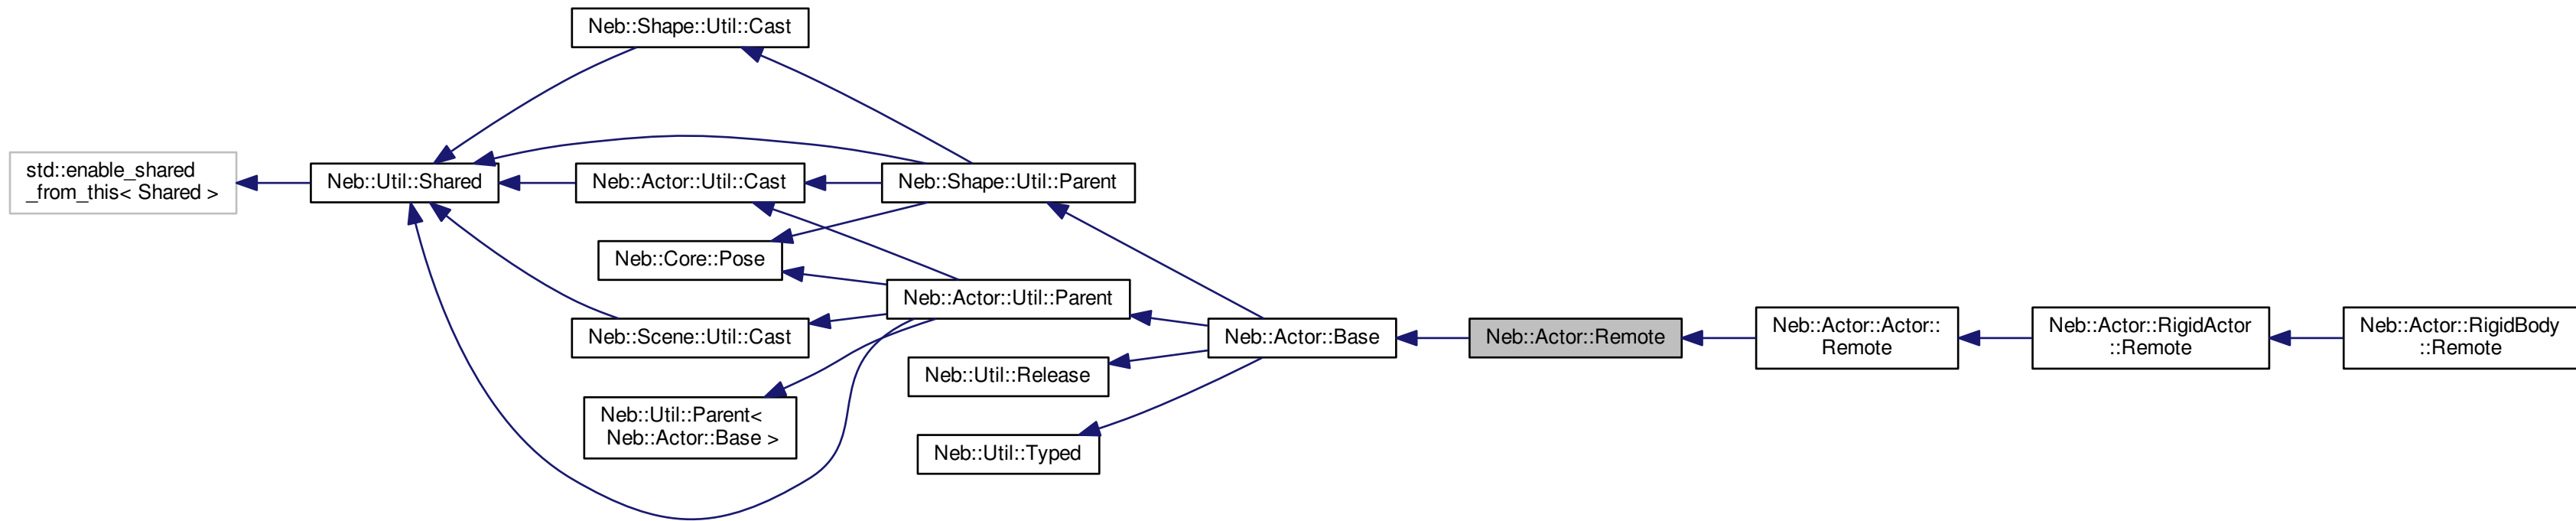 Neb::Shape::Util::Cast
std::enable_shared
_from_this< Shared >
Neb::Util::Shared
Neb::Actor::Util::Cast
Neb::Shape::Util::Parent
Neb::Core::Pose
Neb::Actor::Util::Parent
Neb::Scene::Util::Cast
Neb::Actor::Base
Neb::Actor::Remote
Neb::Actor::Actor::
Remote
Neb::Actor::RigidActor
::Remote
Neb::Actor::RigidBody
::Remote
Neb::Util::Release
Neb::Util::Parent<
Neb::Actor::Base >
Neb::Util::Typed